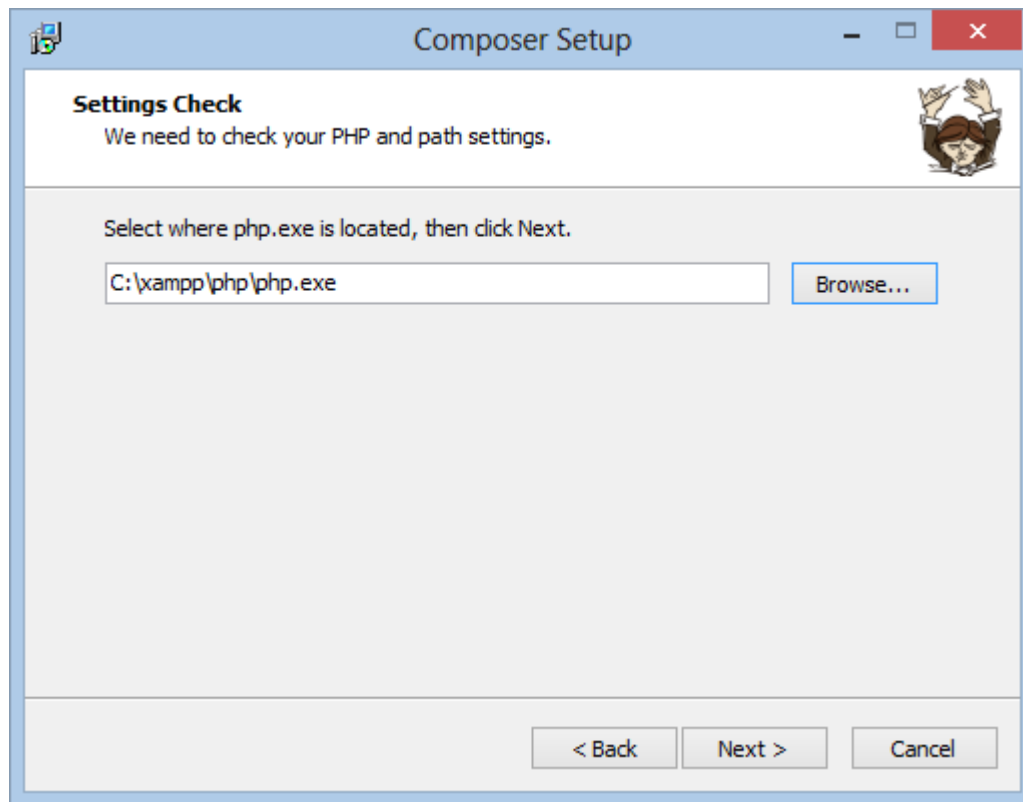 Composer Setup
Settings Check
We need to check your PHP and path settings.
Select where php.exe is located, then click Next.
C:\xampp\php\php.exe
Browse...
< Back
Next >
Cancel